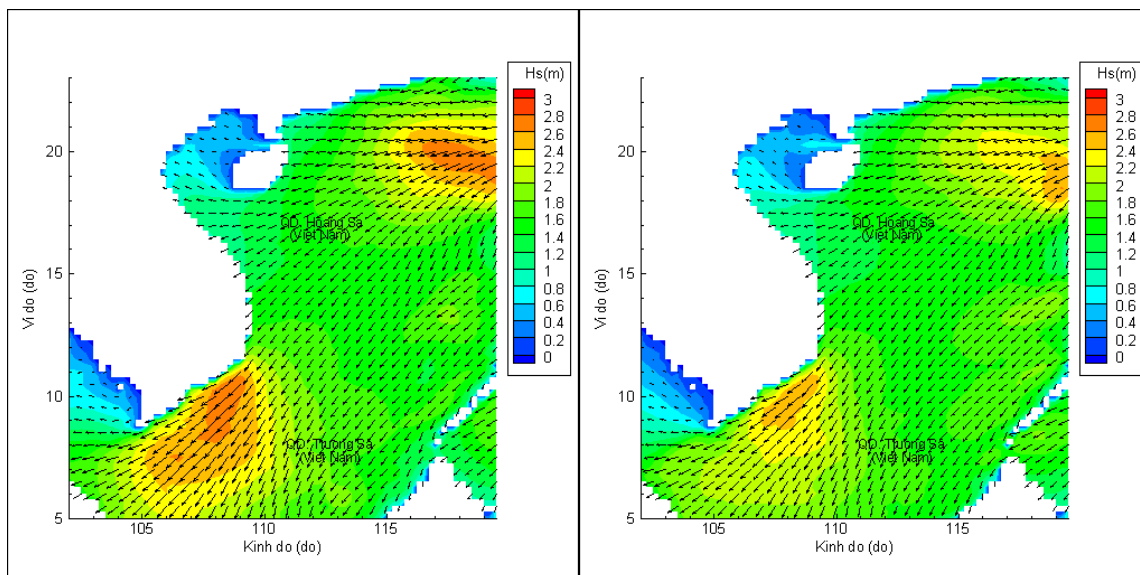 Hs(m)
3
2.8
2.6
2.4
2.2
2
1.8
1.6
1.4
1.2
1
0.8
0.6
0.4
0.2
0
20
15
10
5
Vi do (do)
QĐ. Hoàng Sa
(Việt Nam)
QĐ. Trường Sa
(Việt Nam)
105 110 115
Kinh do (do)
Hs(m)
3
2.8
2.6
2.4
2.2
2
1.8
1.6
1.4
1.2
1
0.8
0.6
0.4
0.2
0
20
15
10
5
Vi do (do)
QĐ. Hoàng Sa
(Việt Nam)
QĐ. Trường Sa
(Việt Nam)
105 110 115
Kinh do (do)